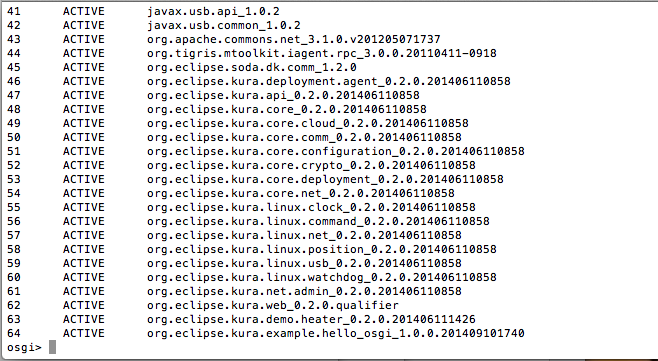 41 ACTIVE javax.usb.api_1.0.2
42 ACTIVE javax.usb.common_1.0.2
43 ACTIVE org.apache.commons.net_3.1.0.v201205071737
44 ACTIVE org.tigris.mtoolkit.iagent.rpc_3.0.0.20110411-0918
45 ACTIVE org.eclipse.soda.dk.comm_1.2.0
46 ACTIVE org.eclipse.kura.deployment.agent_0.2.0.201406110858
47 ACTIVE org.eclipse.kura.api_0.2.0.201406110858
48 ACTIVE org.eclipse.kura.core_0.2.0.201406110858
49 ACTIVE org.eclipse.kura.core.cloud_0.2.0.201406110858
50 ACTIVE org.eclipse.kura.core.comm_0.2.0.201406110858
51 ACTIVE org.eclipse.kura.core.configuration_0.2.0.201406110858
52 ACTIVE org.eclipse.kura.core.crypto_0.2.0.201406110858
53 ACTIVE org.eclipse.kura.core.deployment_0.2.0.201406110858
54 ACTIVE org.eclipse.kura.core.net_0.2.0.201406110858
55 ACTIVE org.eclipse.kura.linux.clock_0.2.0.201406110858
56 ACTIVE org.eclipse.kura.linux.command_0.2.0.201406110858
57 ACTIVE org.eclipse.kura.linux.net_0.2.0.201406110858
58 ACTIVE org.eclipse.kura.linux.position_0.2.0.201406110858
59 ACTIVE org.eclipse.kura.linux.usb_0.2.0.201406110858
60 ACTIVE org.eclipse.kura.linux.watchdog_0.2.0.201406110858
61 ACTIVE org.eclipse.kura.net.admin_0.2.0.201406110858
62 ACTIVE org.eclipse.kura.web_0.2.0.qualifier
63 ACTIVE org.eclipse.kura.demo.heater_0.2.0.201406111426
64 ACTIVE org.eclipse.kura.example.hello_osgi_1.0.0.201409101740
osgi>